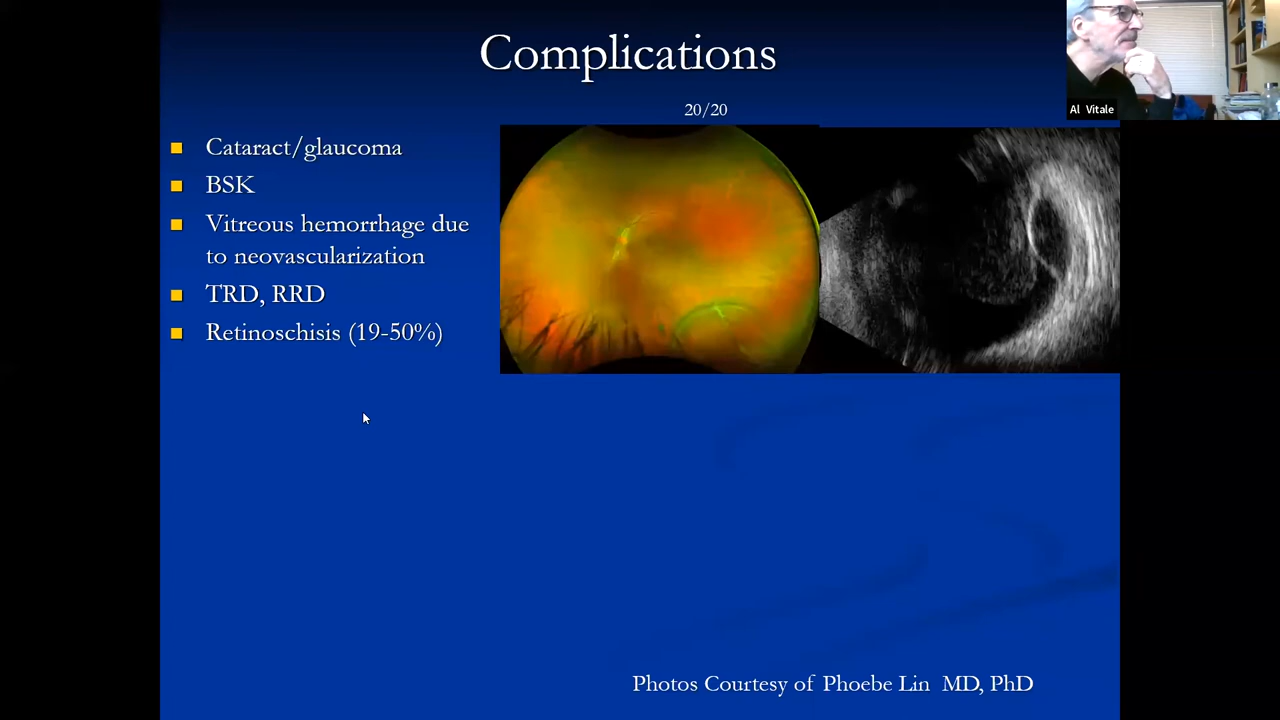 Complications
20/20
Al Vitale
Cataract/glaucoma
BSK
Vitreous hemorrhage due
to neovascularization
TRD, RRD
Retinoschisis (19-50%)
Photos Courtesy of Phoebe Lin MD, PhD